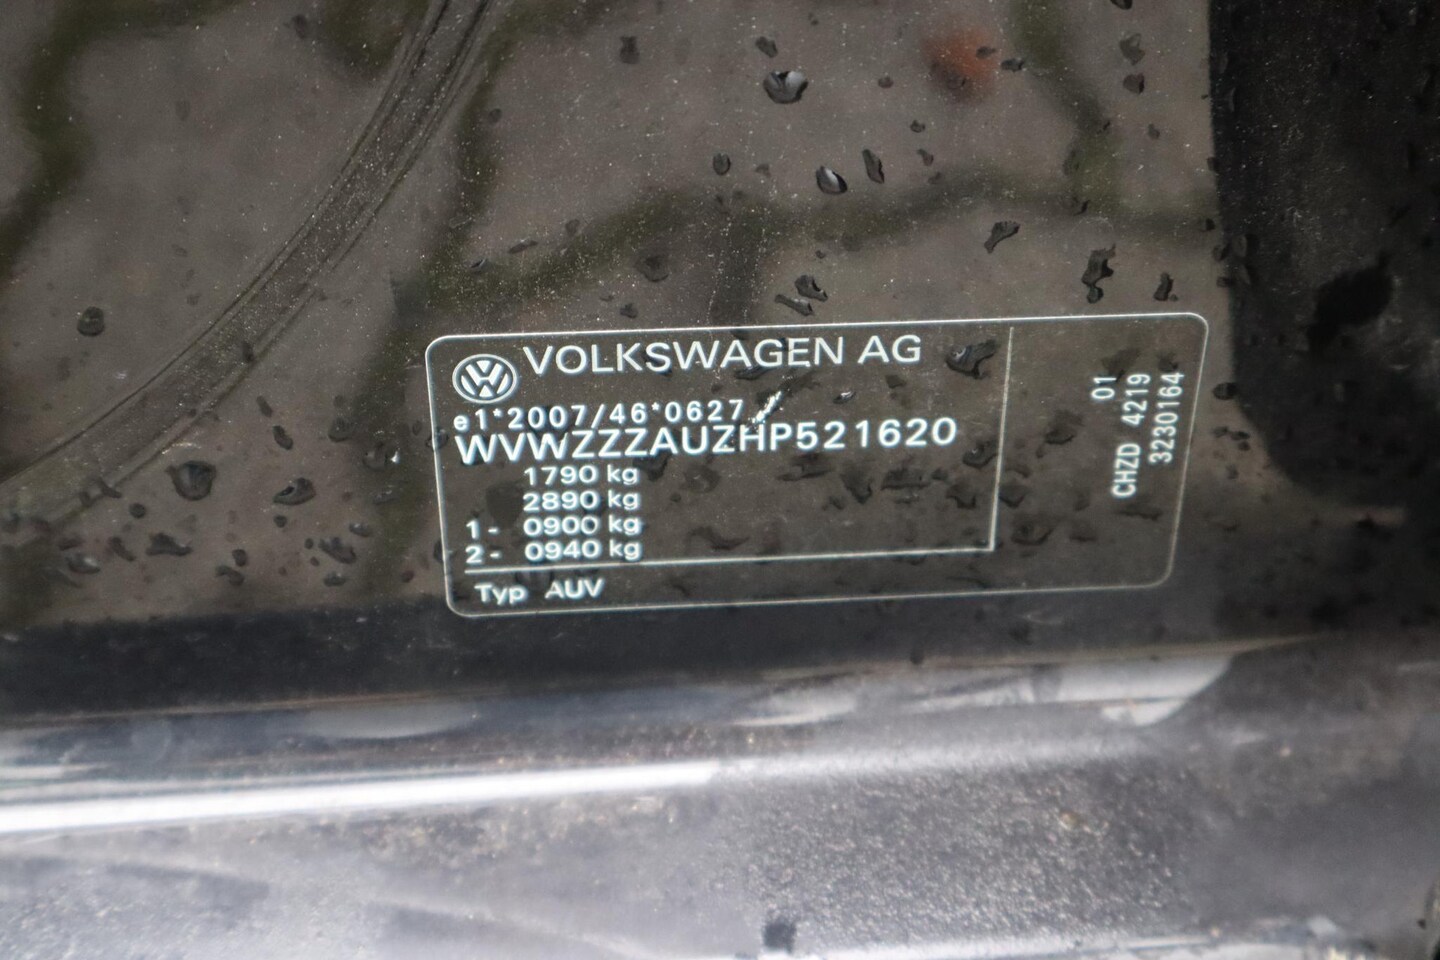 VOLKSWAGEN AG
e1*2007/46*0627
WVWZZZAUZHP521620
1790 kg
2890 kg
1- 0900 kg
2- 0940 kg
Typ AUV
01
CHZD 4219
3230164